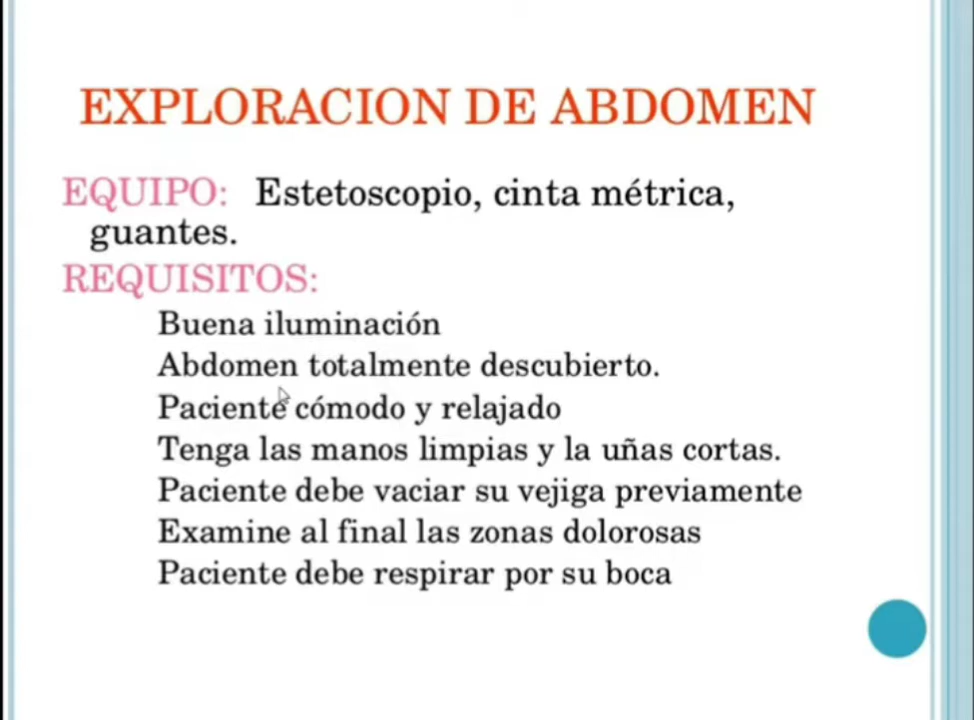 EXPLORACION DE ABDOMEN
EQUIPO: Estetoscopio, cinta métrica,
guantes.
REQUISITOS:
Buena iluminación
Abdomen totalmente descubierto.
Paciente cómodo y relajado
Tenga las manos limpias y la uñas cortas.
Paciente debe vaciar su vejiga previamente
Examine al final las zonas dolorosas
Paciente debe respirar por su boca